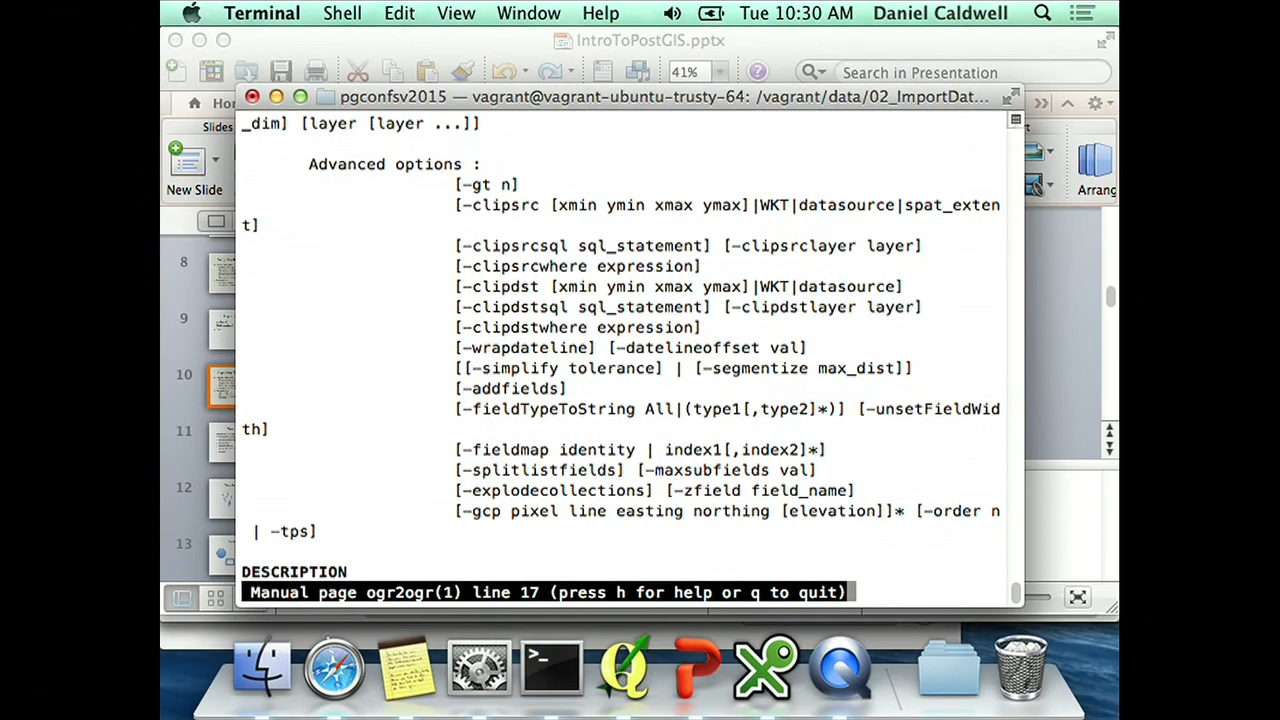 Terminal Shell Edit View Window Help Tue 10:30 AM Daniel Caldwell
IntroToPostGIS.pptx
41% Search in Presentation
pgconfsv2015 — vagrant@vagrant-ubuntu-trusty-64: /vagrant/data/02_ImportDat...
Slides
New Slide
Arrang
8
9
10
11
12
13
_dim] [layer [layer ...]]
Advanced options :
[-gt n]
[-clipsrc [xmin ymin xmax ymax]|WKT|datasource|spat_exten
t]
[-clipsrcsql sql_statement] [-clipsrclayer layer]
[-clipsrcwhere expression]
[-clipdst [xmin ymin xmax ymax]|WKT|datasource]
[-clipdstsql sql_statement] [-clipdstlayer layer]
[-clipdstwhere expression]
[-wrapdateline] [-datelineoffset val]
[[-simplify tolerance] | [-segmentize max_dist]]
[-addfields]
[-fieldTypeToString All|(type1[,type2]*)] [-unsetFieldWid
th]
[-fieldmap identity | index1[,index2]*]
[-splitlistfields] [-maxsubfields val]
[-explodecollections] [-zfield field_name]
[-gcp pixel line easting northing [elevation]]* [-order n
| -tps]
DESCRIPTION
Manual page ogr2ogr(1) line 17 (press h for help or q to quit)